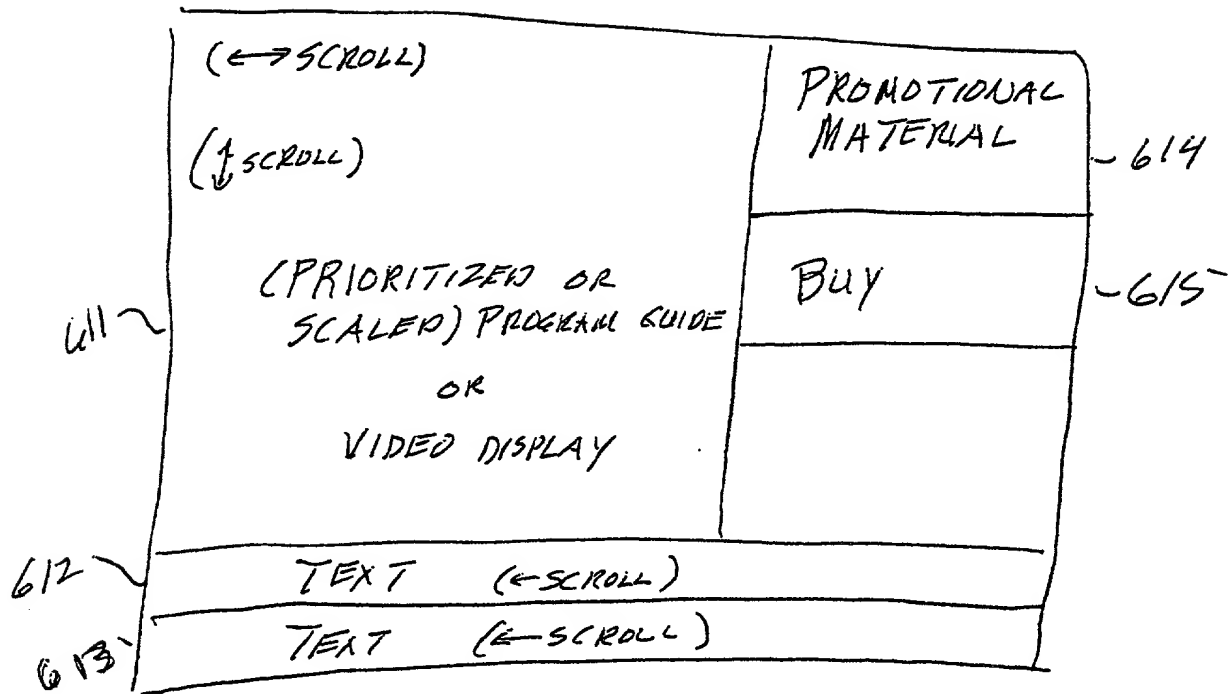 (↔ SCROLL)
(↕ SCROLL)
(PRIORITIZED OR
SCALED) PROGRAM GUIDE
OR
VIDEO DISPLAY
PROMOTIONAL
MATERIAL
614
BUY
615
611
612
TEXT (← SCROLL)
613
TEXT (← SCROLL)